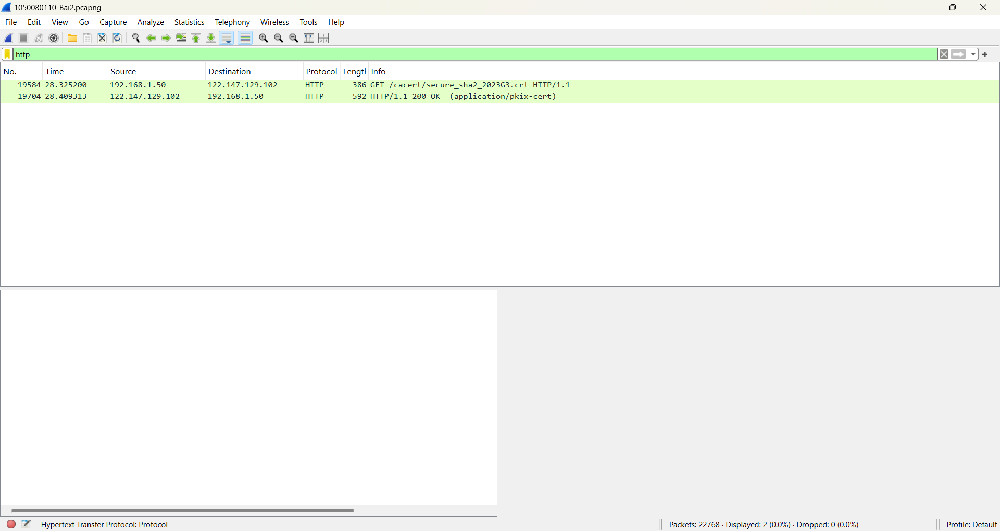 1050080110-Bai2.pcapng
File Edit View Go Capture Analyze Statistics Telephony Wireless Tools Help
http
No. Time Source Destination Protocol Length Info
19584 28.325200 192.168.1.50 122.147.129.102 HTTP 386 GET /cacert/secure_sha2_2023G3.crt HTTP/1.1
19704 28.409313 122.147.129.102 192.168.1.50 HTTP 592 HTTP/1.1 200 OK (application/pkix-cert)
Hypertext Transfer Protocol: Protocol
Packets: 22768 · Displayed: 2 (0.0%) · Dropped: 0 (0.0%)
Profile: Default